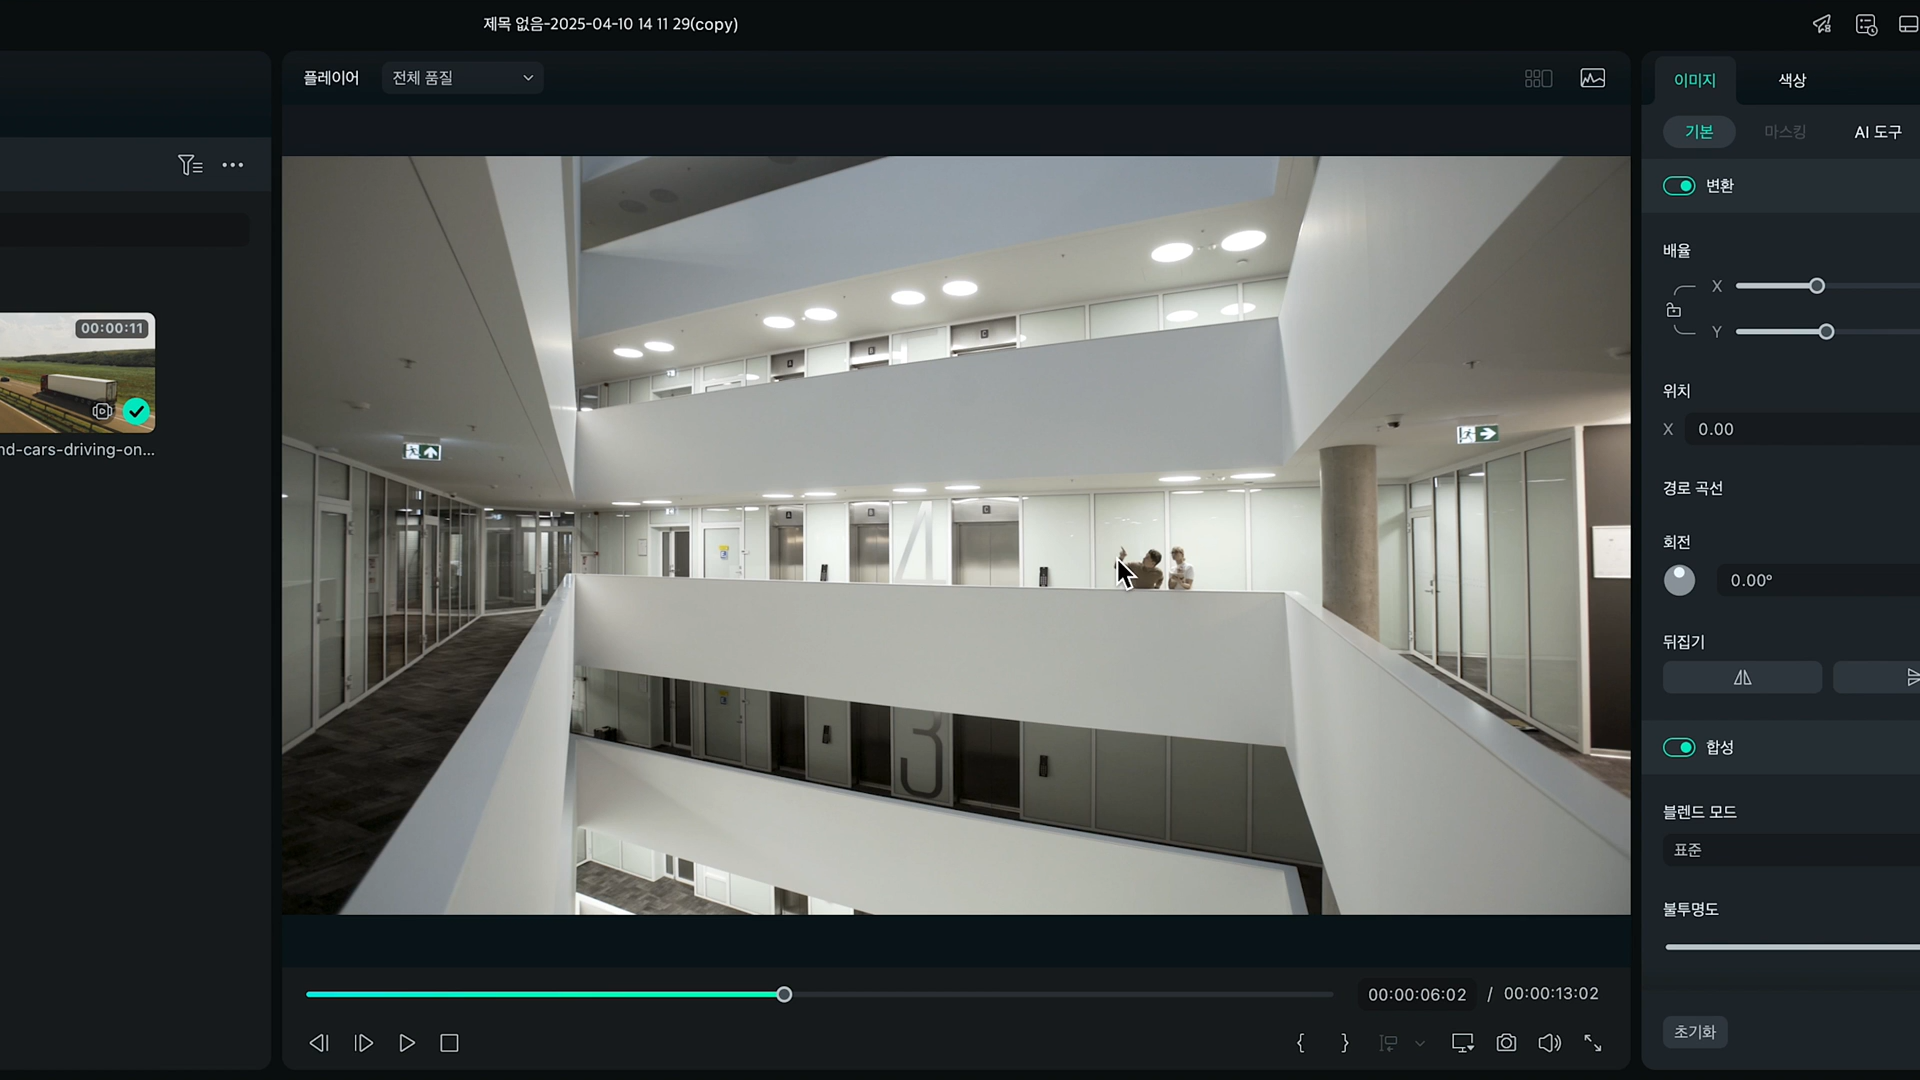 제목 없음-2025-04-10 14 11 29(copy)
플레이어
전체 품질
이미지
색상
기본
마스킹
AI 도구
변환
배율
X
Y
위치
X 0.00
경로 곡선
회전
0.00°
뒤집기
합성
블렌드 모드
표준
불투명도
초기화
00:00:11
nd-cars-driving-on...
A
B
C
A
B
C
4
3
00:00:06:02 / 00:00:13:02